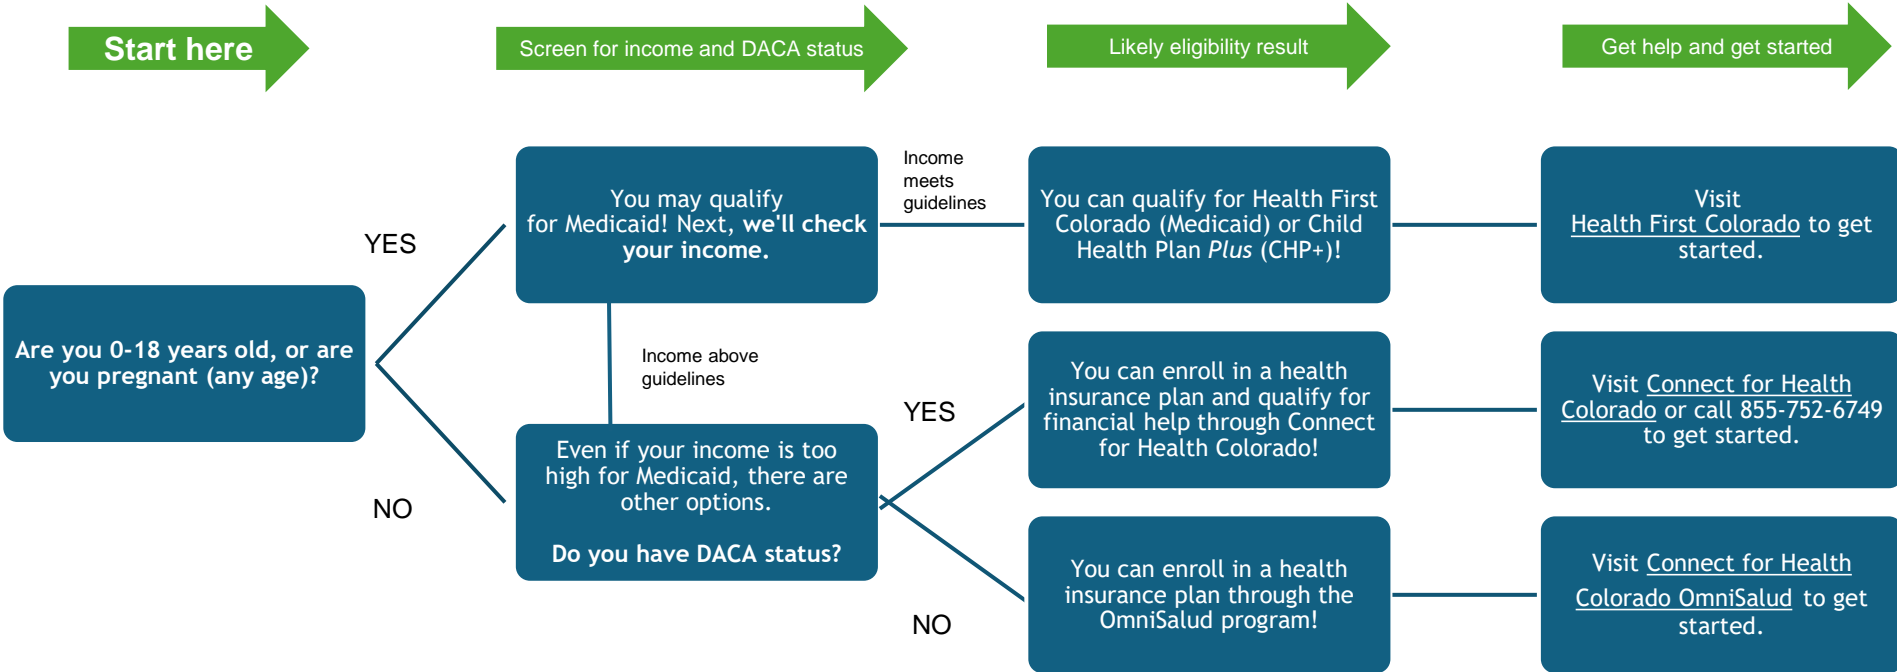 Start here
Screen for income and DACA status
Likely eligibility result
Get help and get started
Are you 0-18 years old, or are
you pregnant (any age)?
YES
NO
You may qualify
for Medicaid! Next, we'll check
your income.
Income
meets
guidelines
Income above
guidelines
Even if your income is too
high for Medicaid, there are
other options.
Do you have DACA status?
YES
NO
You can qualify for Health First
Colorado (Medicaid) or Child
Health Plan Plus (CHP+)!
You can enroll in a health
insurance plan and qualify for
financial help through Connect
for Health Colorado!
You can enroll in a health
insurance plan through the
OmniSalud program!
Visit
Health First Colorado to get
started.
Visit Connect for Health
Colorado or call 855-752-6749
to get started.
Visit Connect for Health
Colorado OmniSalud to get
started.